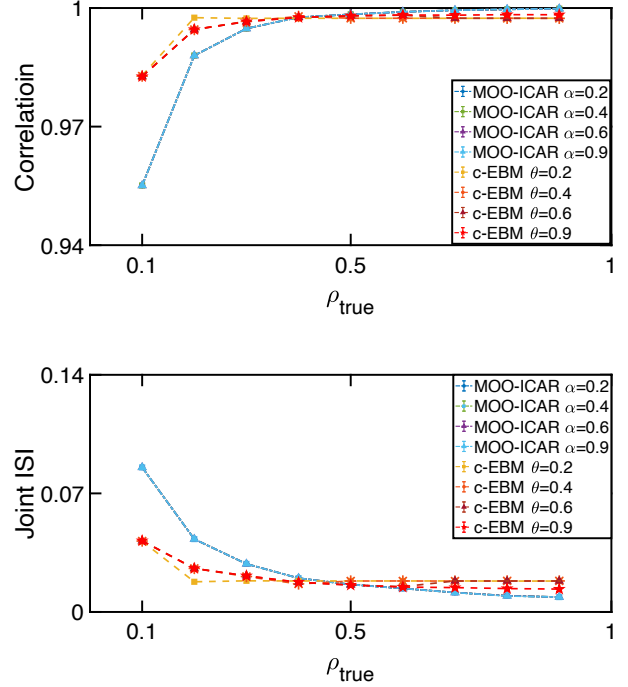 1
0.97
0.94
Correlatioin
MOO-ICAR α=0.2
MOO-ICAR α=0.4
MOO-ICAR α=0.6
MOO-ICAR α=0.9
c-EBM θ=0.2
c-EBM θ=0.4
c-EBM θ=0.6
c-EBM θ=0.9
0.1 0.5 1
ρtrue
0.14
0.07
0
Joint ISI
MOO-ICAR α=0.2
MOO-ICAR α=0.4
MOO-ICAR α=0.6
MOO-ICAR α=0.9
c-EBM θ=0.2
c-EBM θ=0.4
c-EBM θ=0.6
c-EBM θ=0.9
0.1 0.5 1
ρtrue